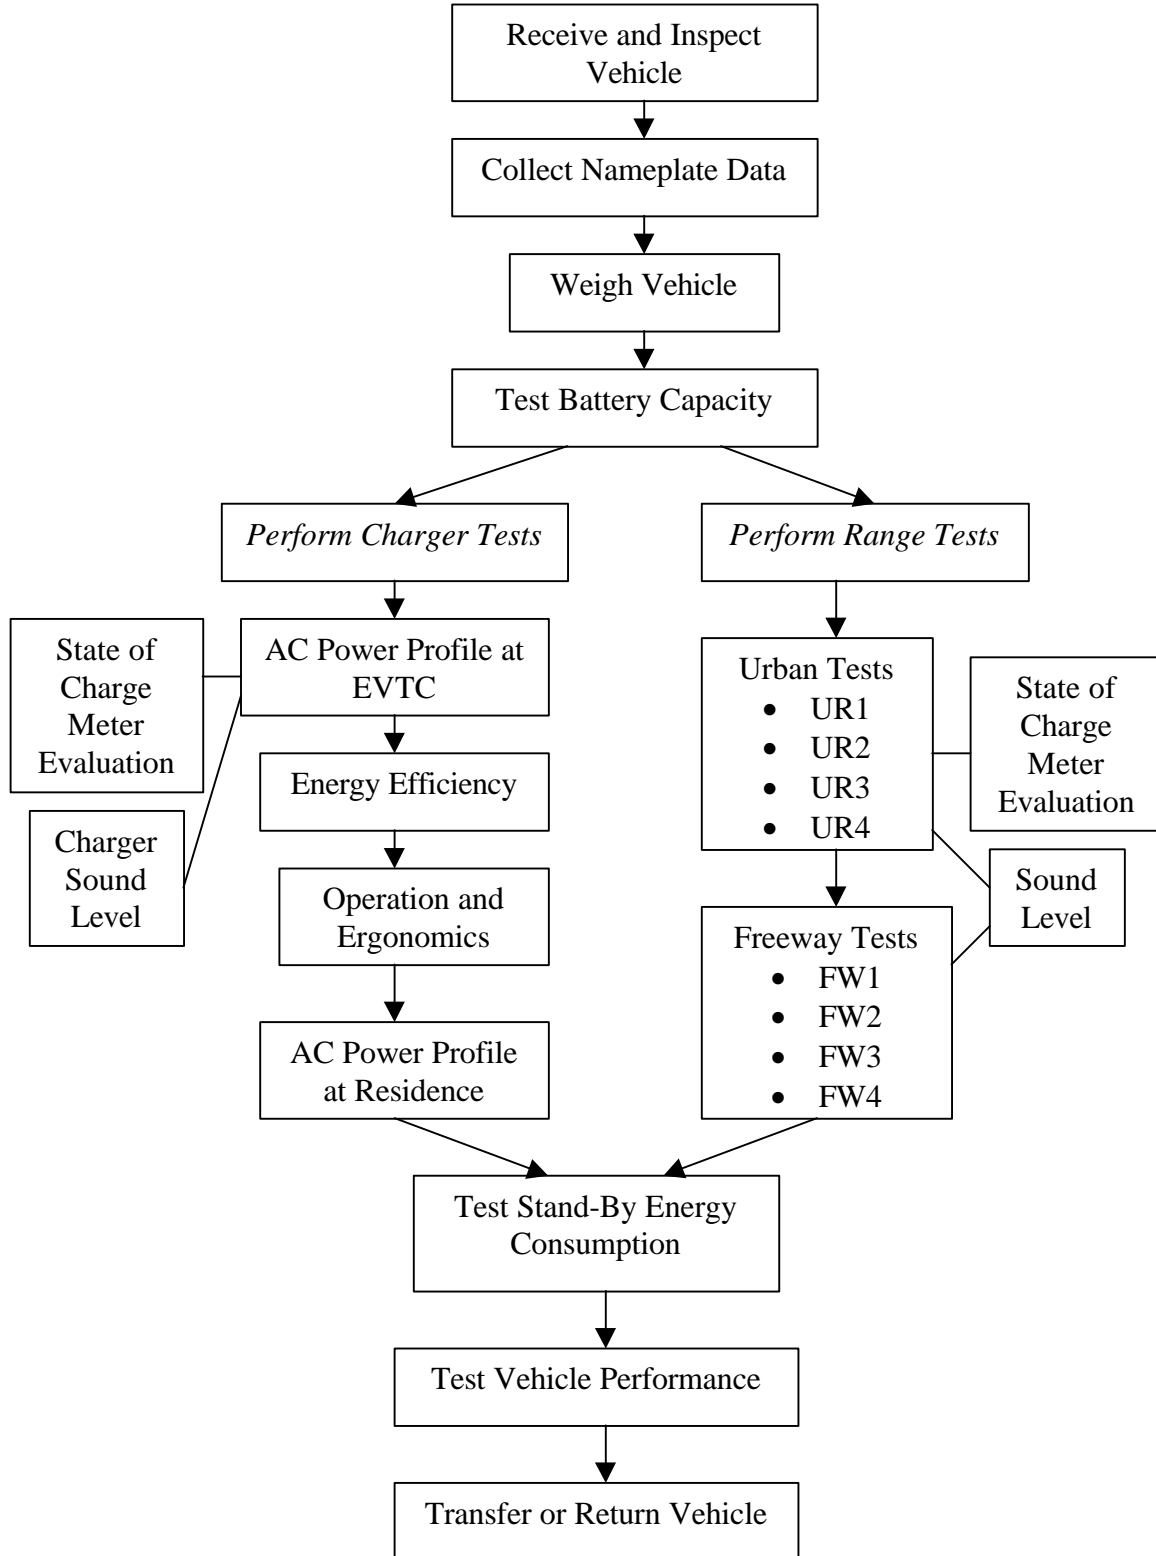 Receive and Inspect
Vehicle
Collect Nameplate Data
Weigh Vehicle
Test Battery Capacity
Perform Charger Tests
Perform Range Tests
State of
Charge
Meter
Evaluation
AC Power Profile at
EVTC
Charger
Sound
Level
Energy Efficiency
Operation and
Ergonomics
AC Power Profile
at Residence
Urban Tests
• UR1
• UR2
• UR3
• UR4
State of
Charge
Meter
Evaluation
Sound
Level
Freeway Tests
• FW1
• FW2
• FW3
• FW4
Test Stand-By Energy
Consumption
Test Vehicle Performance
Transfer or Return Vehicle